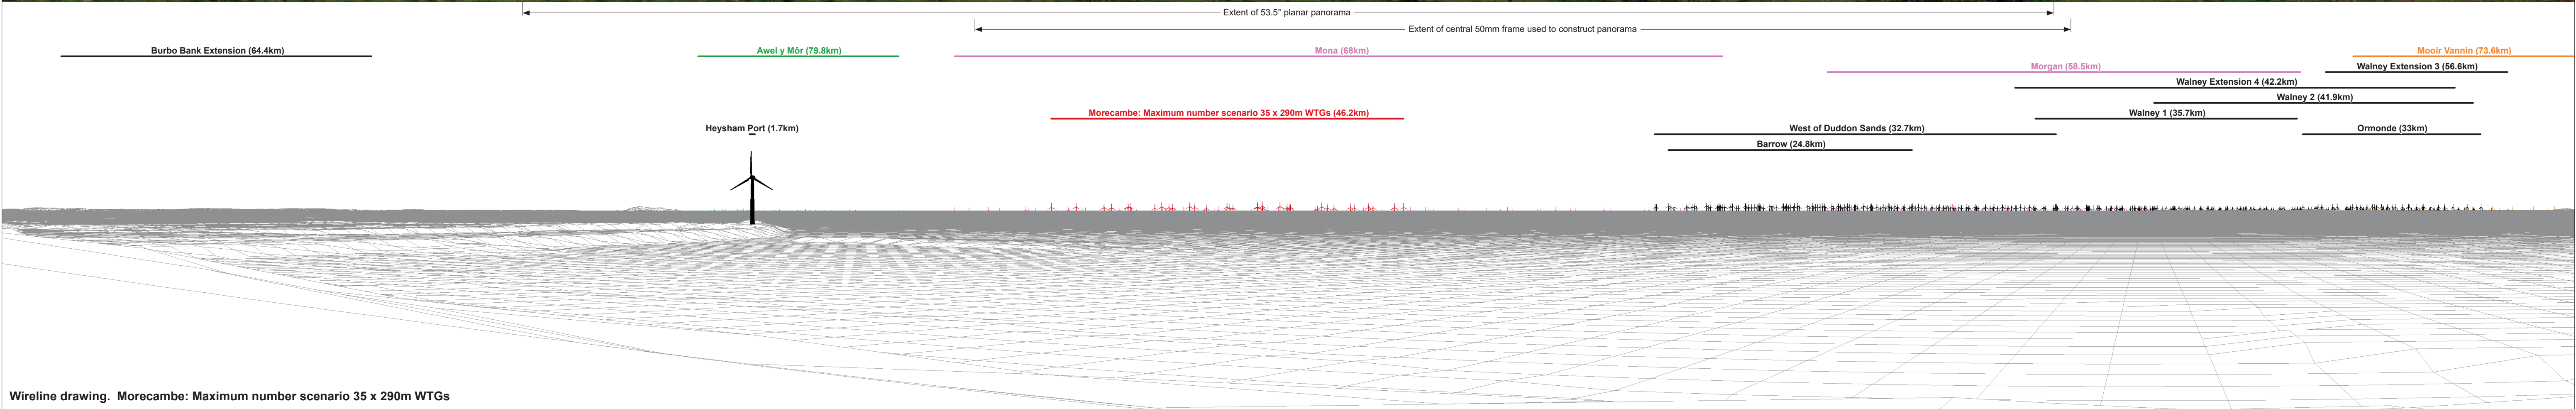 Extent of 53.5° planar panorama
Extent of central 50mm frame used to construct panorama
Burbo Bank Extension (64.4km)
Awel y Môr (79.8km)
Mona (68km)
Mooir Vannin (73.6km)
Morgan (58.5km)
Walney Extension 3 (56.6km)
Walney Extension 4 (42.2km)
Walney 2 (41.9km)
Morecambe: Maximum number scenario 35 x 290m WTGs (46.2km)
Walney 1 (35.7km)
Heysham Port (1.7km)
West of Duddon Sands (32.7km)
Ormonde (33km)
Barrow (24.8km)
Wireline drawing. Morecambe: Maximum number scenario 35 x 290m WTGs